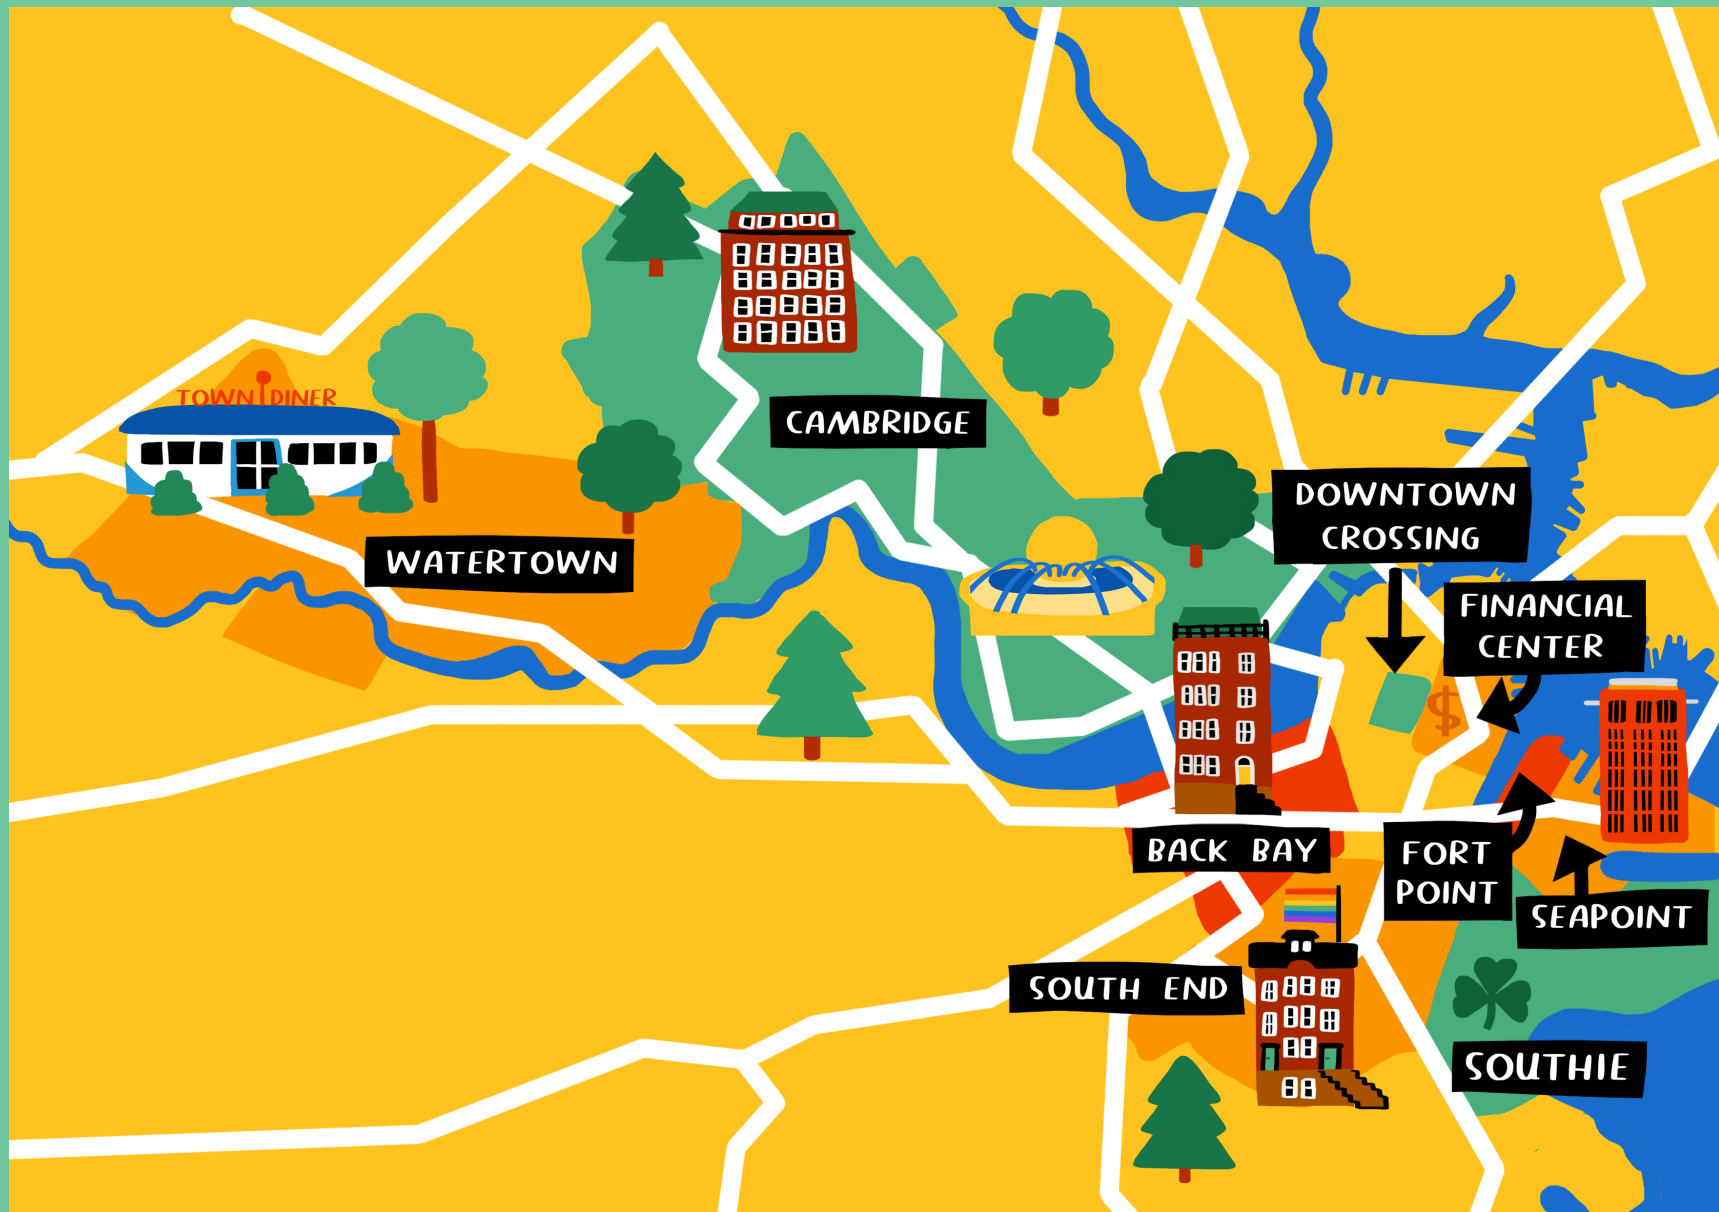 TOWN DINER
CAMBRIDGE
DOWNTOWN
CROSSING
WATERTOWN
FINANCIAL
CENTER
$
BACK BAY
FORT
POINT
SEAPOINT
SOUTH END
SOUTHIE